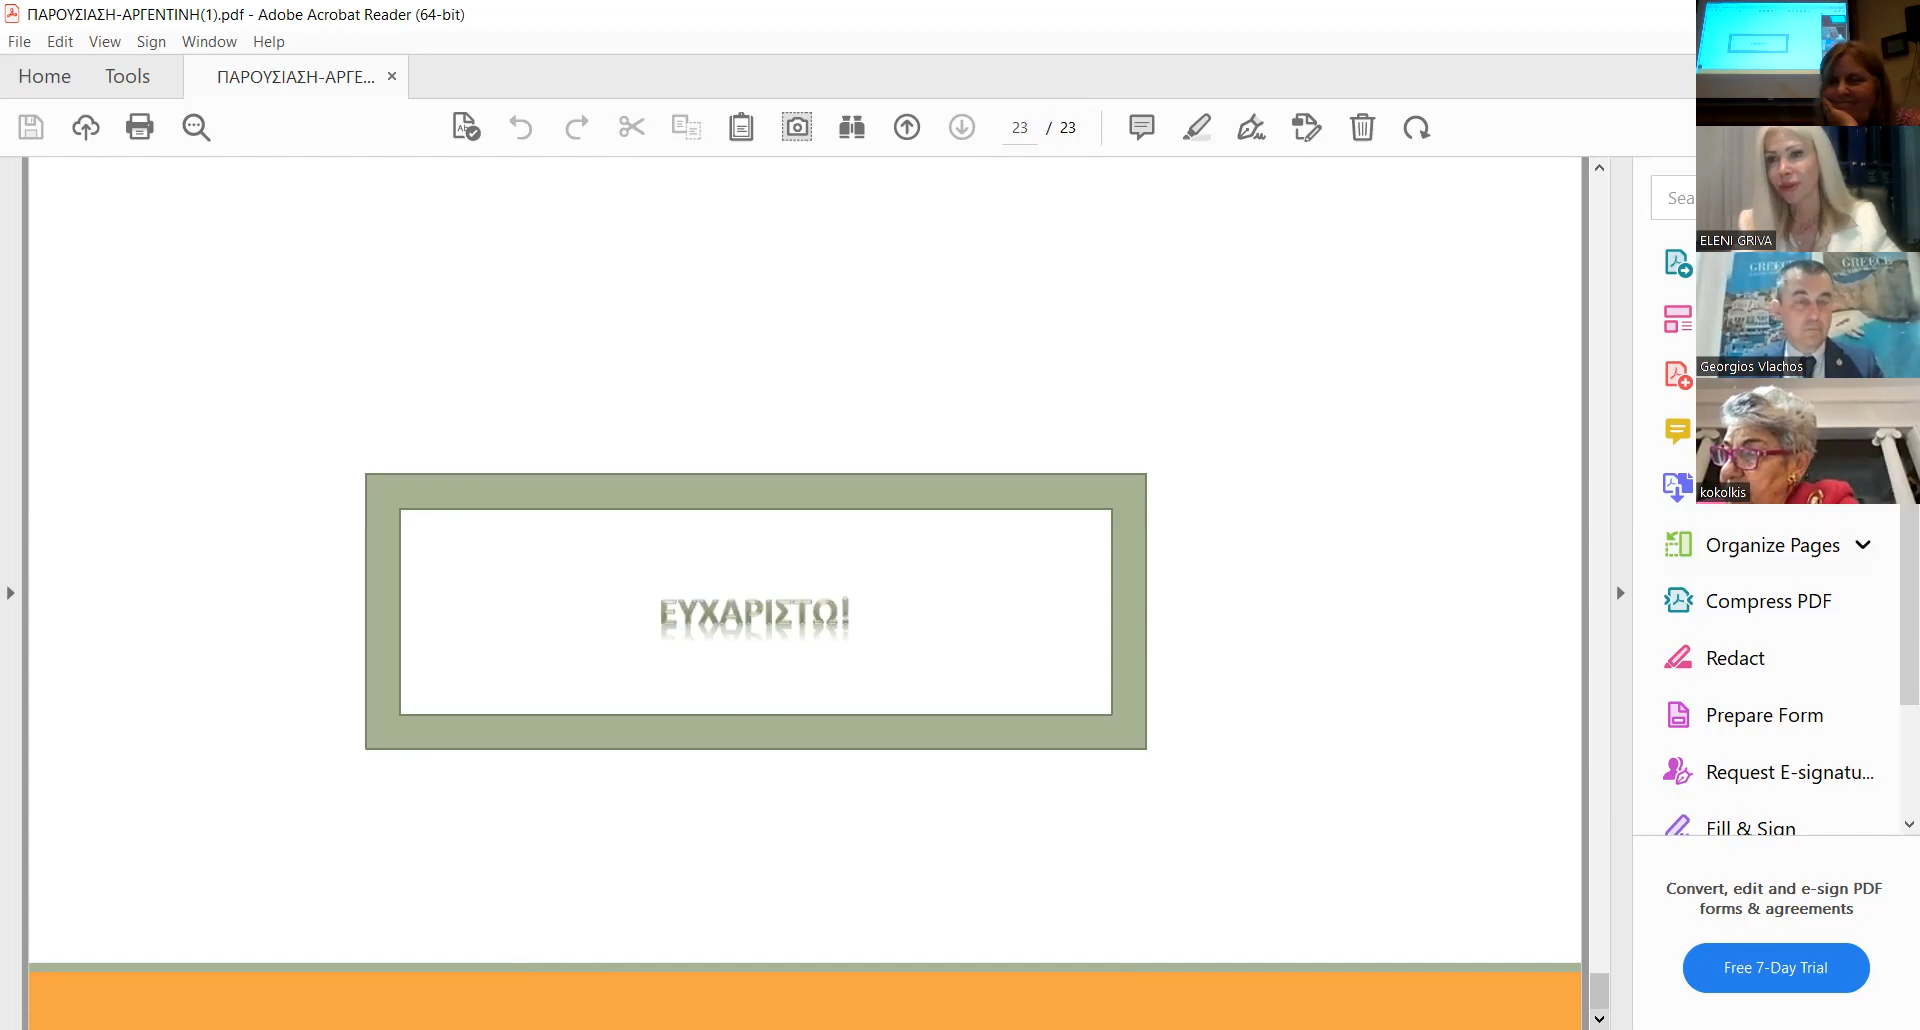 ΠΑΡΟΥΣΙΑΣΗ-ΑΡΓΕΝΤΙΝΗ(1).pdf - Adobe Acrobat Reader (64-bit)
File Edit View Sign Window Help
Home Tools ΠΑΡΟΥΣΙΑΣΗ-ΑΡΓΕ... ×
23 / 23
Sea
ELENI GRIVA
GREECE
GREECE
Georgios Vlachos
kokolkis
ΕΥΧΑΡΙΣΤΩ!
Organize Pages
Compress PDF
Redact
Prepare Form
Request E-signatu...
Fill & Sign
Convert, edit and e-sign PDF
forms & agreements
Free 7-Day Trial